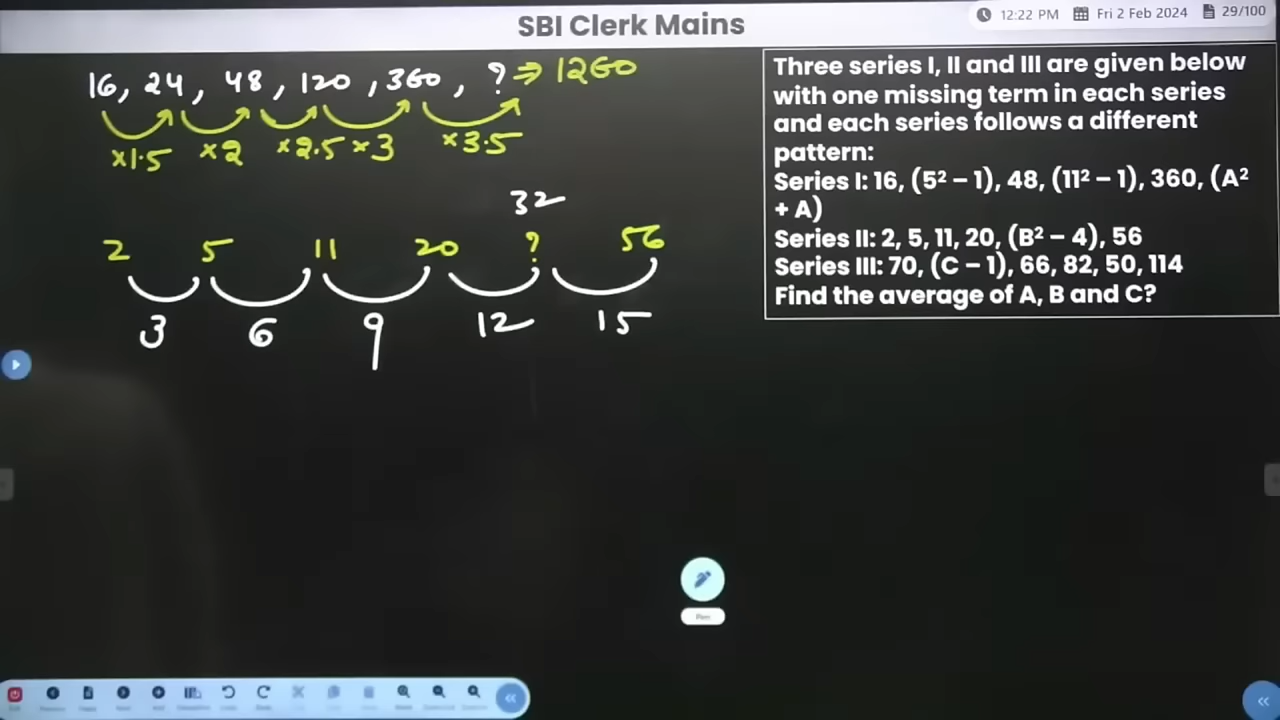 SBI Clerk Mains
12:22 PM Fri 2 Feb 2024 29/100
16, 24, 48, 120, 360, ? ⇒ 1260
×1.5 ×2 ×2.5 ×3 ×3.5
32
2 5 11 20 ? 56
3 6 9 12 15
Three series I, II and III are given below
with one missing term in each series
and each series follows a different
pattern:
Series I: 16, (5² – 1), 48, (11² – 1), 360, (A²
+ A)
Series II: 2, 5, 11, 20, (B² – 4), 56
Series III: 70, (C – 1), 66, 82, 50, 114
Find the average of A, B and C?
Pen